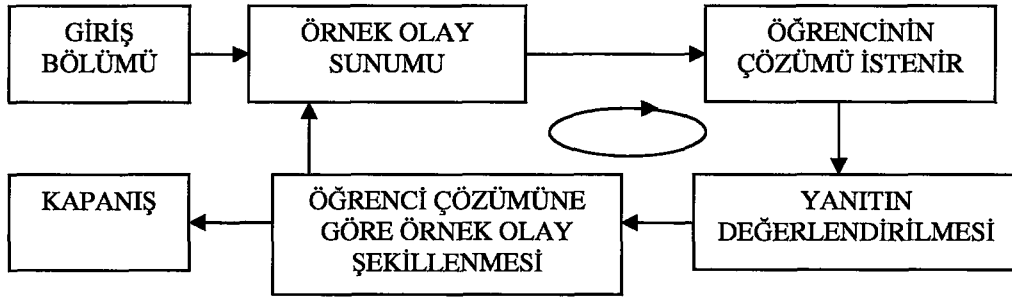 GİRİŞ
BÖLÜMÜ
ÖRNEK OLAY
SUNUMU
ÖĞRENCİNİN
ÇÖZÜMÜ İSTENİR
KAPANIŞ
ÖĞRENCİ ÇÖZÜMÜNE
GÖRE ÖRNEK OLAY
ŞEKİLLENMESİ
YANITIN
DEĞERLENDİRİLMESİ